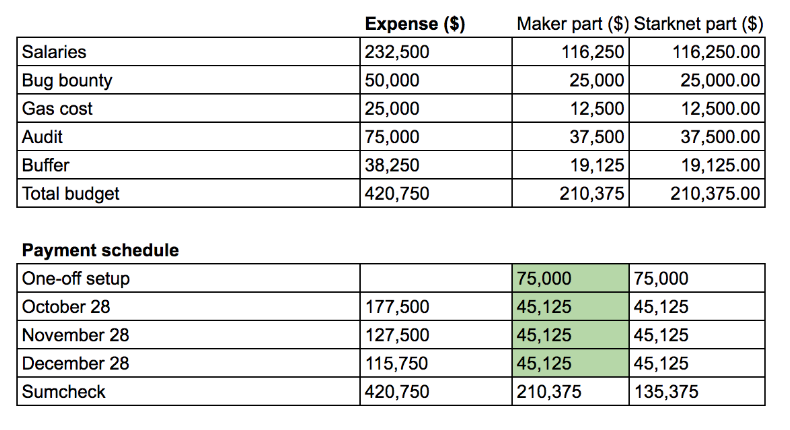 Expense ($) Maker part ($) Starknet part ($)
Salaries 232,500 116,250 116,250.00
Bug bounty 50,000 25,000 25,000.00
Gas cost 25,000 12,500 12,500.00
Audit 75,000 37,500 37,500.00
Buffer 38,250 19,125 19,125.00
Total budget 420,750 210,375 210,375.00
Payment schedule
One-off setup 75,000 75,000
October 28 177,500 45,125 45,125
November 28 127,500 45,125 45,125
December 28 115,750 45,125 45,125
Sumcheck 420,750 210,375 135,375